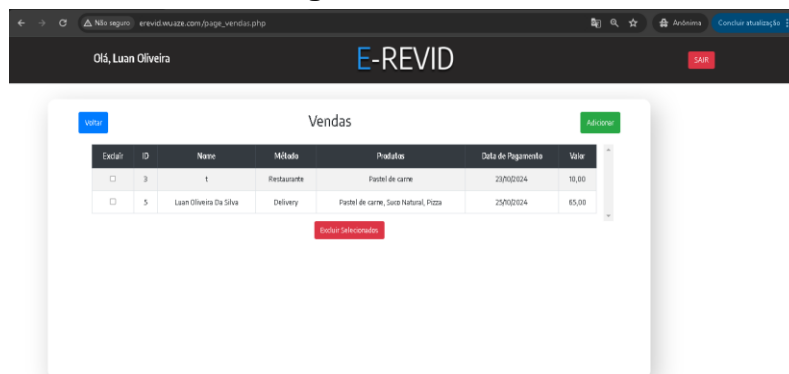 Não seguro erevid.wuaze.com/page_vendas.php Anônima Concluir atualização
Olá, Luan Oliveira E-REVID SAIR
Voltar Vendas Adicionar
Excluir ID Nome Método Produtos Data de Pagamento Valor
3 t Restaurante Pastel de carne 23/10/2024 10,00
5 Luan Oliveira Da Silva Delivery Pastel de carne, Suco Natural, Pizza 25/10/2024 65,00
Excluir Selecionados